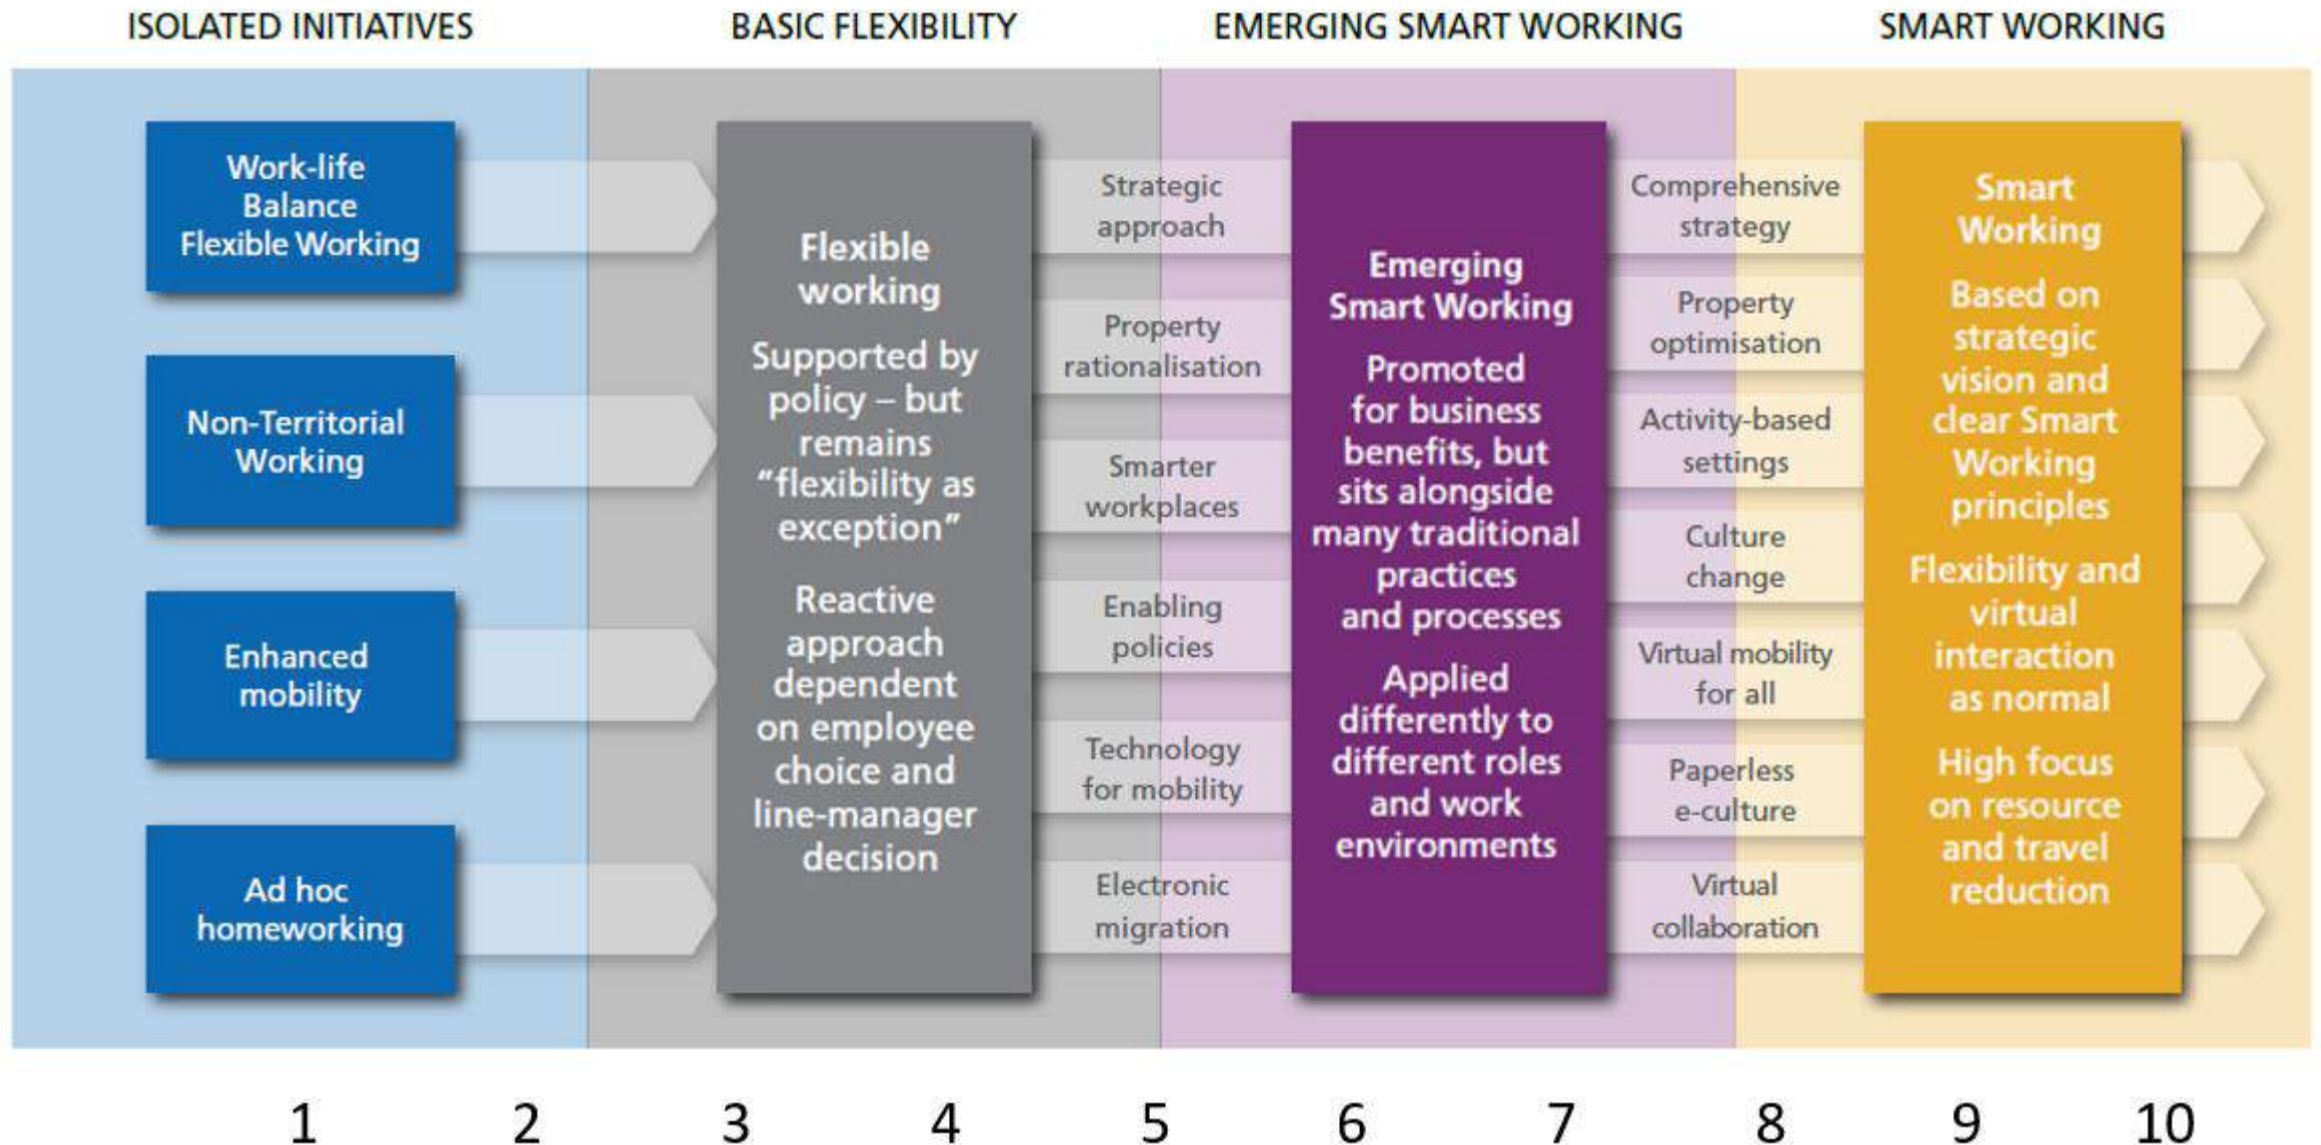 ISOLATED INITIATIVES
BASIC FLEXIBILITY
EMERGING SMART WORKING
SMART WORKING
Work-life
Balance
Flexible Working
Non-Territorial
Working
Enhanced
mobility
Ad hoc
homeworking
Flexible
working
Supported by
policy – but
remains
“flexibility as
exception”
Reactive
approach
dependent
on employee
choice and
line-manager
decision
Strategic
approach
Property
rationalisation
Smarter
workplaces
Enabling
policies
Technology
for mobility
Electronic
migration
Emerging
Smart Working
Promoted
for business
benefits, but
sits alongside
many traditional
practices
and processes
Applied
differently to
different roles
and work
environments
Comprehensive
strategy
Property
optimisation
Activity-based
settings
Culture
change
Virtual mobility
for all
Paperless
e-culture
Virtual
collaboration
Smart
Working
Based on
strategic
vision and
clear Smart
Working
principles
Flexibility and
virtual
interaction
as normal
High focus
on resource
and travel
reduction
1 2 3 4 5 6 7 8 9 10